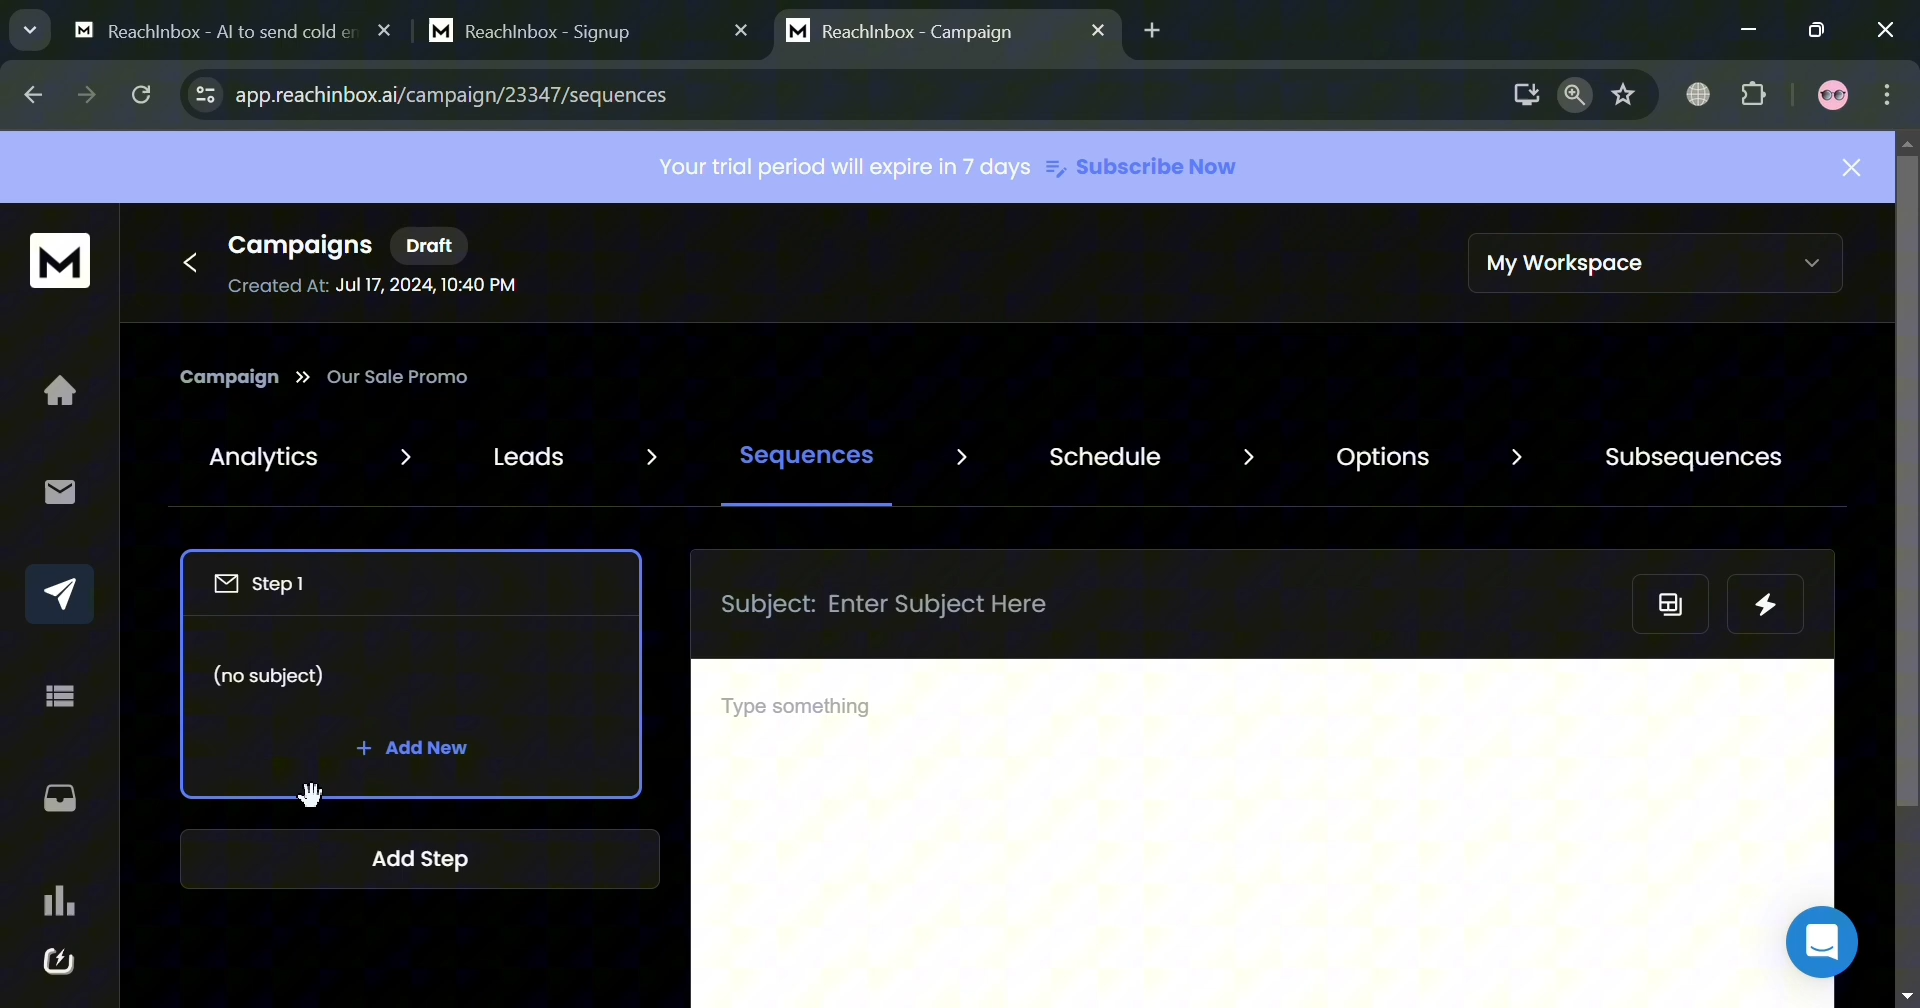 ReachInbox - AI to send cold en
ReachInbox - Signup
ReachInbox - Campaign
app.reachinbox.ai/campaign/23347/sequences
Your trial period will expire in 7 days Subscribe Now
Campaigns Draft
Created At: Jul 17, 2024, 10:40 PM
My Workspace
Campaign » Our Sale Promo
Analytics > Leads > Sequences > Schedule > Options > Subsequences
Step 1
(no subject)
+ Add New
Add Step
Subject: Enter Subject Here
Type something